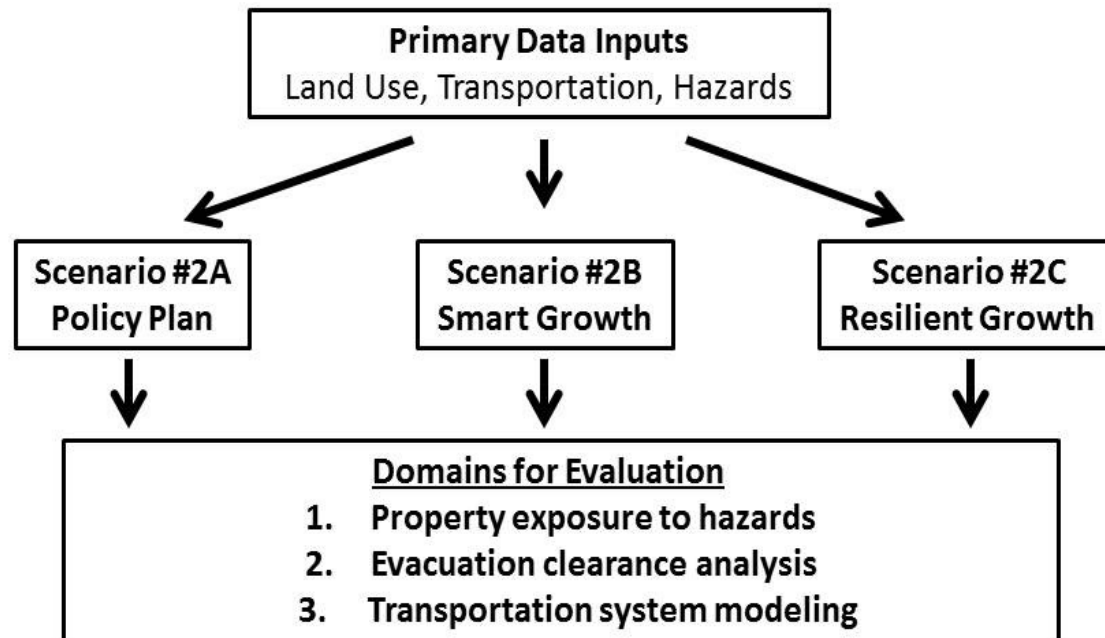 Primary Data Inputs
Land Use, Transportation, Hazards
Scenario #2A
Policy Plan
Scenario #2B
Smart Growth
Scenario #2C
Resilient Growth
Domains for Evaluation
1. Property exposure to hazards
2. Evacuation clearance analysis
3. Transportation system modeling